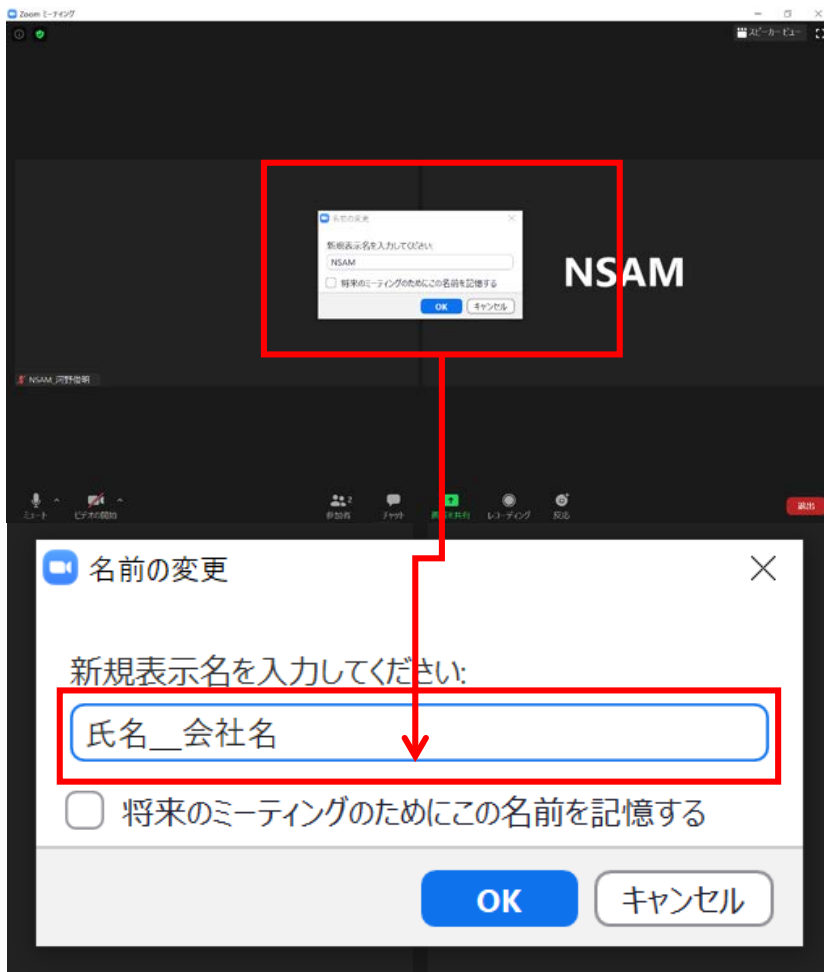 Zoom ミーティング
スピーカー ビュー
名前の変更
新規表示名を入力してください:
NSAM
将来のミーティングのためにこの名前を記憶する
OK
キャンセル
NSAM
NSAM_河野俊明
ミュート
ビデオの開始
2
参加者
チャット
画面を共有
レコーディング
反応
退出
名前の変更
新規表示名を入力してください:
氏名__会社名
将来のミーティングのためにこの名前を記憶する
OK
キャンセル